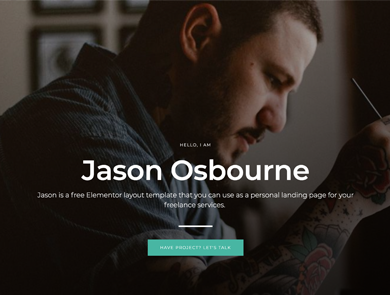 HELLO, I AM
Jason Osbourne
Jason is a free Elementor layout template that you can use as a personal landing page for your
freelance services.
HAVE PROJECT? LET'S TALK